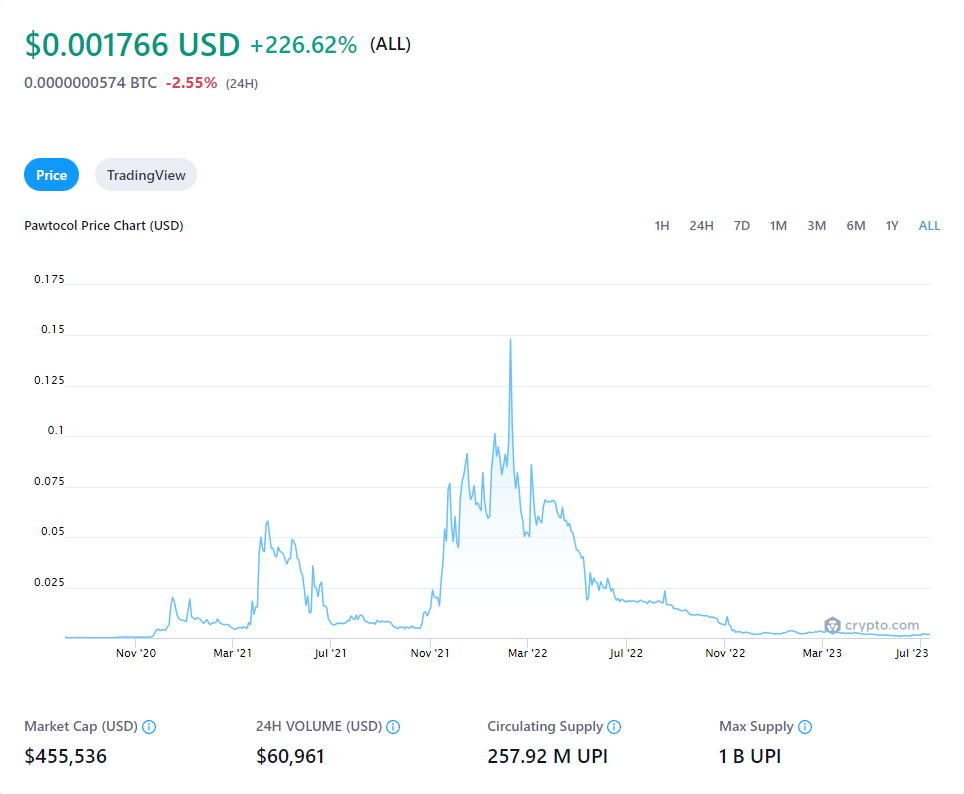 $0.001766 USD +226.62% (ALL)
0.0000000574 BTC -2.55% (24H)
Price TradingView
Pawtocol Price Chart (USD) 1H 24H 7D 1M 3M 6M 1Y ALL
0.175
0.15
0.125
0.1
0.075
0.05
0.025
crypto.com
Nov '20 Mar '21 Jul '21 Nov '21 Mar '22 Jul '22 Nov '22 Mar '23 Jul '23
Market Cap (USD) 24H VOLUME (USD) Circulating Supply Max Supply
$455,536 $60,961 257.92 M UPI 1 B UPI